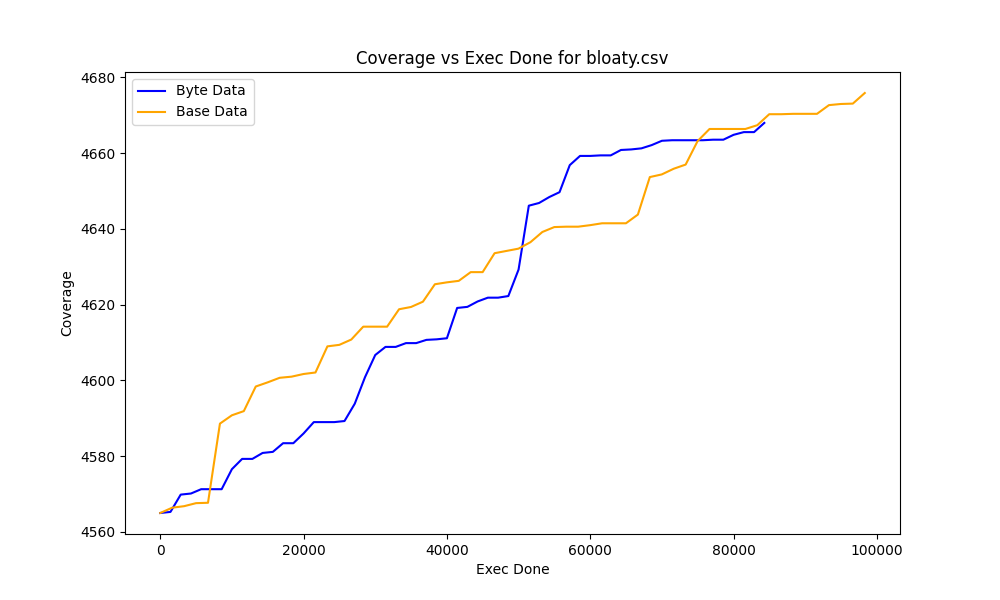 Coverage vs Exec Done for bloaty.csv
Byte Data
Base Data
4680
4660
4640
4620
4600
4580
4560
Coverage
0
20000
40000
60000
80000
100000
Exec Done